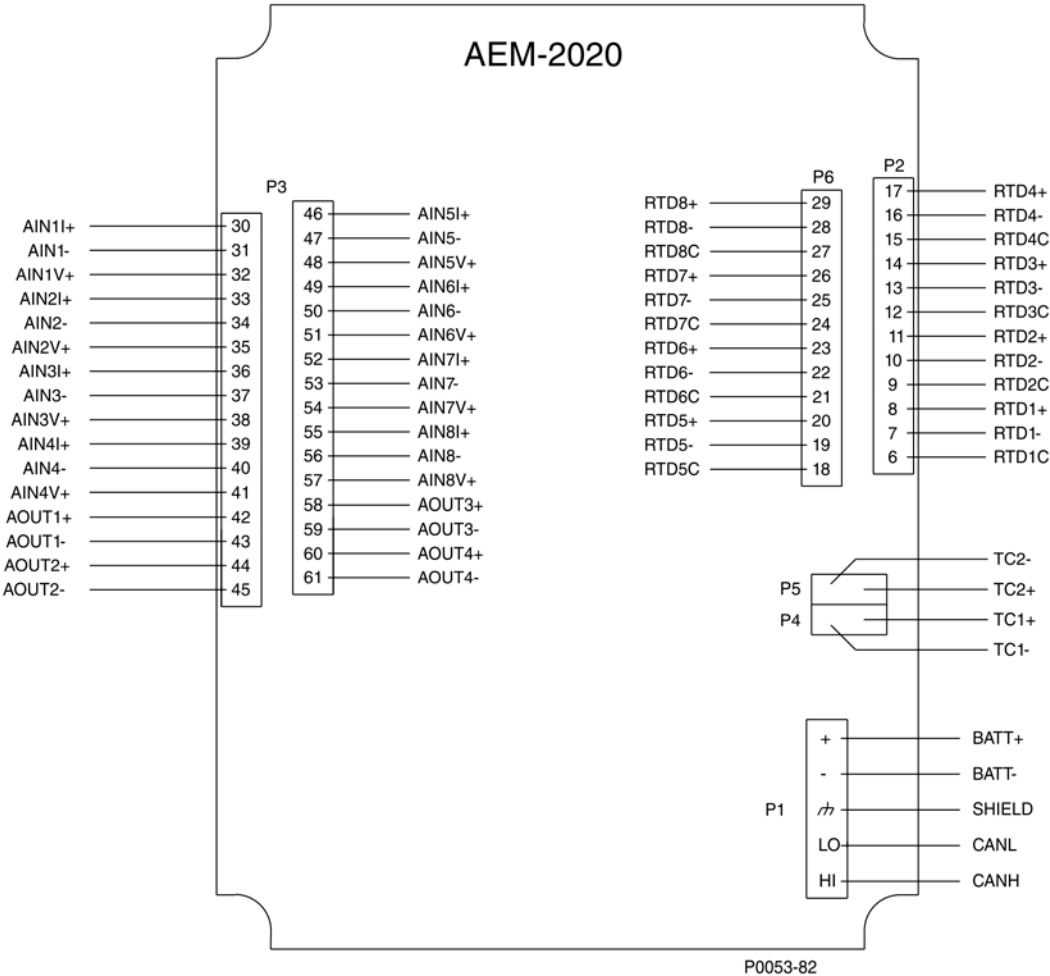 AEM-2020
P3
AIN1I+ 30
AIN1- 31
AIN1V+ 32
AIN2I+ 33
AIN2- 34
AIN2V+ 35
AIN3I+ 36
AIN3- 37
AIN3V+ 38
AIN4I+ 39
AIN4- 40
AIN4V+ 41
AOUT1+ 42
AOUT1- 43
AOUT2+ 44
AOUT2- 45
46 AIN5I+
47 AIN5-
48 AIN5V+
49 AIN6I+
50 AIN6-
51 AIN6V+
52 AIN7I+
53 AIN7-
54 AIN7V+
55 AIN8I+
56 AIN8-
57 AIN8V+
58 AOUT3+
59 AOUT3-
60 AOUT4+
61 AOUT4-
P6
RTD8+ 29
RTD8- 28
RTD8C 27
RTD7+ 26
RTD7- 25
RTD7C 24
RTD6+ 23
RTD6- 22
RTD6C 21
RTD5+ 20
RTD5- 19
RTD5C 18
P2
17 RTD4+
16 RTD4-
15 RTD4C
14 RTD3+
13 RTD3-
12 RTD3C
11 RTD2+
10 RTD2-
9 RTD2C
8 RTD1+
7 RTD1-
6 RTD1C
TC2-
P5 TC2+
P4 TC1+
TC1-
+ BATT+
- BATT-
P1 SHIELD
LO CANL
HI CANH
P0053-82